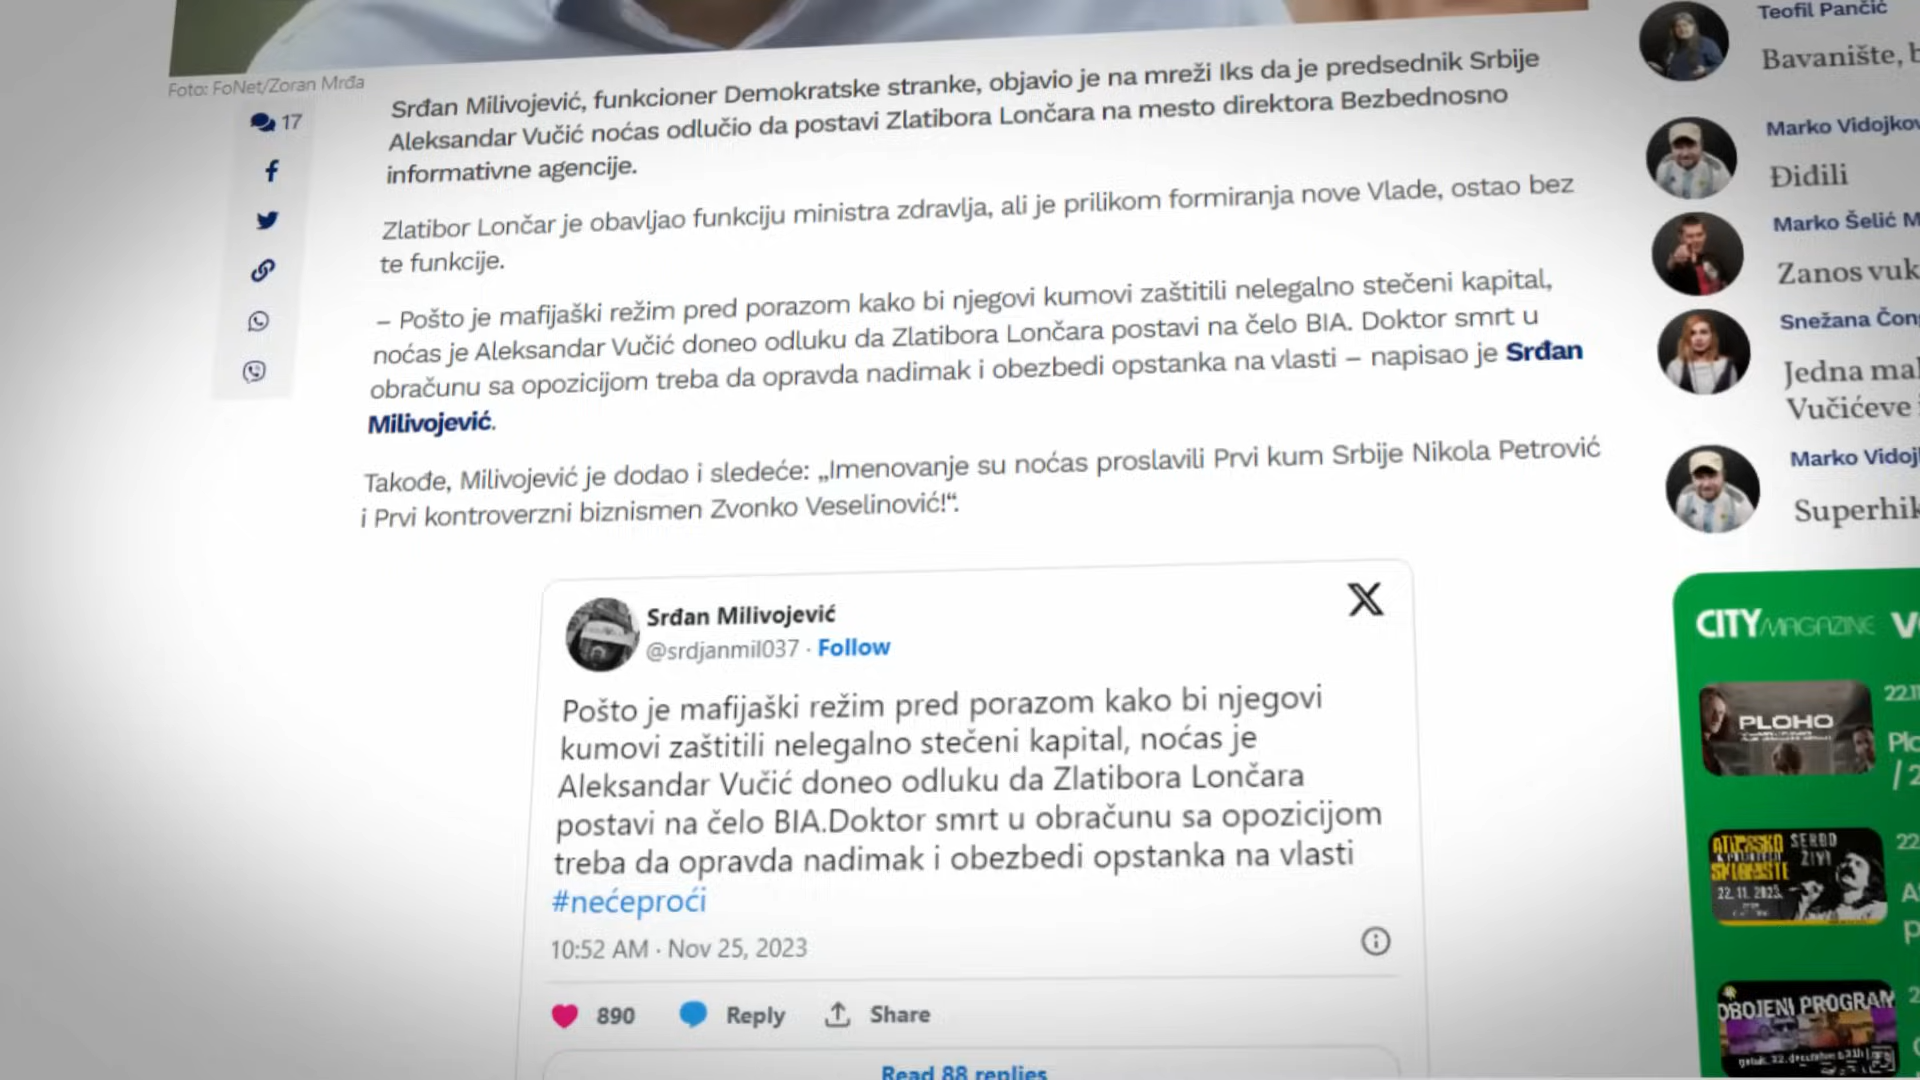 Foto: FoNet/Zoran Mrđa
17
Srđan Milivojević, funkcioner Demokratske stranke, objavio je na mreži Iks da je predsednik Srbije
Aleksandar Vučić noćas odlučio da postavi Zlatibora Lončara na mesto direktora Bezbednosno
informativne agencije.
Zlatibor Lončar je obavljao funkciju ministra zdravlja, ali je prilikom formiranja nove Vlade, ostao bez
te funkcije.
– Pošto je mafijaški režim pred porazom kako bi njegovi kumovi zaštitili nelegalno stečeni kapital,
noćas je Aleksandar Vučić doneo odluku da Zlatibora Lončara postavi na čelo BIA. Doktor smrt u
obračunu sa opozicijom treba da opravda nadimak i obezbedi opstanka na vlasti – napisao je Srđan
Milivojević.
Takođe, Milivojević je dodao i sledeće: „Imenovanje su noćas proslavili Prvi kum Srbije Nikola Petrović
i Prvi kontroverzni biznismen Zvonko Veselinović!“.
Srđan Milivojević
@srdjanmil037 · Follow
Pošto je mafijaški režim pred porazom kako bi njegovi
kumovi zaštitili nelegalno stečeni kapital, noćas je
Aleksandar Vučić doneo odluku da Zlatibora Lončara
postavi na čelo BIA.Doktor smrt u obračunu sa opozicijom
treba da opravda nadimak i obezbedi opstanka na vlasti
#nećeproći
10:52 AM · Nov 25, 2023
890 Reply Share
Read 88 replies
Teofil Pančić
Bavanište,
Marko
Điđili
Marko Šelić M
Zanos vuk
Snežana
Jedna
Vučićeve
Marko
Superhik
CITY MAGAZINE
PLOHO
ATLJESKO
SERBO
ŽIVI
22. 11. 2023.
OBOJENI PROGRAM